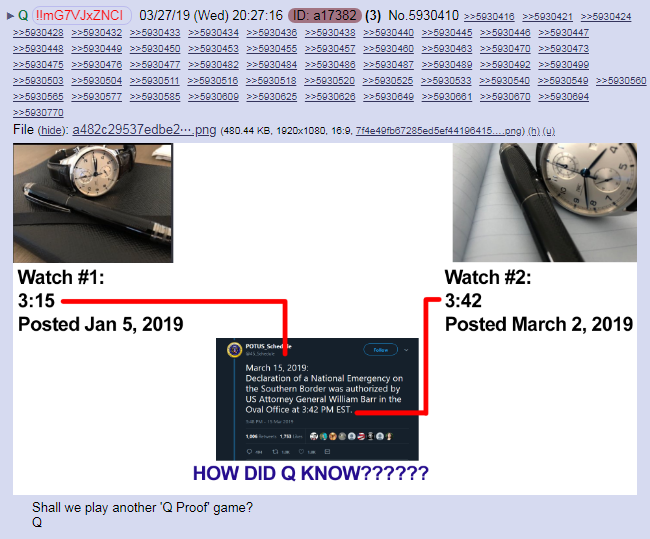 ► Q !!mG7VJxZNCI 03/27/19 (Wed) 20:27:16 ID: a17382 (3) No.5930410 >>5930416 >>5930421 >>5930424
>>5930428 >>5930432 >>5930433 >>5930434 >>5930436 >>5930438 >>5930440 >>5930445 >>5930446 >>5930447
>>5930448 >>5930449 >>5930450 >>5930453 >>5930455 >>5930457 >>5930460 >>5930463 >>5930470 >>5930473
>>5930475 >>5930476 >>5930477 >>5930482 >>5930484 >>5930486 >>5930487 >>5930489 >>5930492 >>5930499
>>5930503 >>5930504 >>5930511 >>5930516 >>5930518 >>5930520 >>5930525 >>5930533 >>5930540 >>5930549 >>5930560
>>5930565 >>5930577 >>5930585 >>5930609 >>5930625 >>5930626 >>5930649 >>5930661 >>5930670 >>5930694
>>5930770
File (hide): a482c29537edbe2···.png (480.44 KB, 1920x1080, 16:9, 7f4e49fb67285ed5ef44196415….png) (h) (u)
Watch #1:
3:15
Posted Jan 5, 2019
Watch #2:
3:42
Posted March 2, 2019
POTUS_Schedule
Follow
March 15, 2019:
Declaration of a National Emergency on
the Southern Border was authorized by
US Attorney General William Barr in the
Oval Office at 3:42 PM EST.
HOW DID Q KNOW??????
Shall we play another 'Q Proof' game?
Q